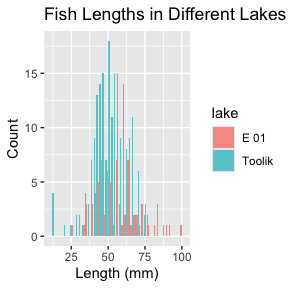 Fish Lengths in Different Lakes
15
10
5
0
Count
25 50 75 100
Length (mm)
lake
E 01
Toolik